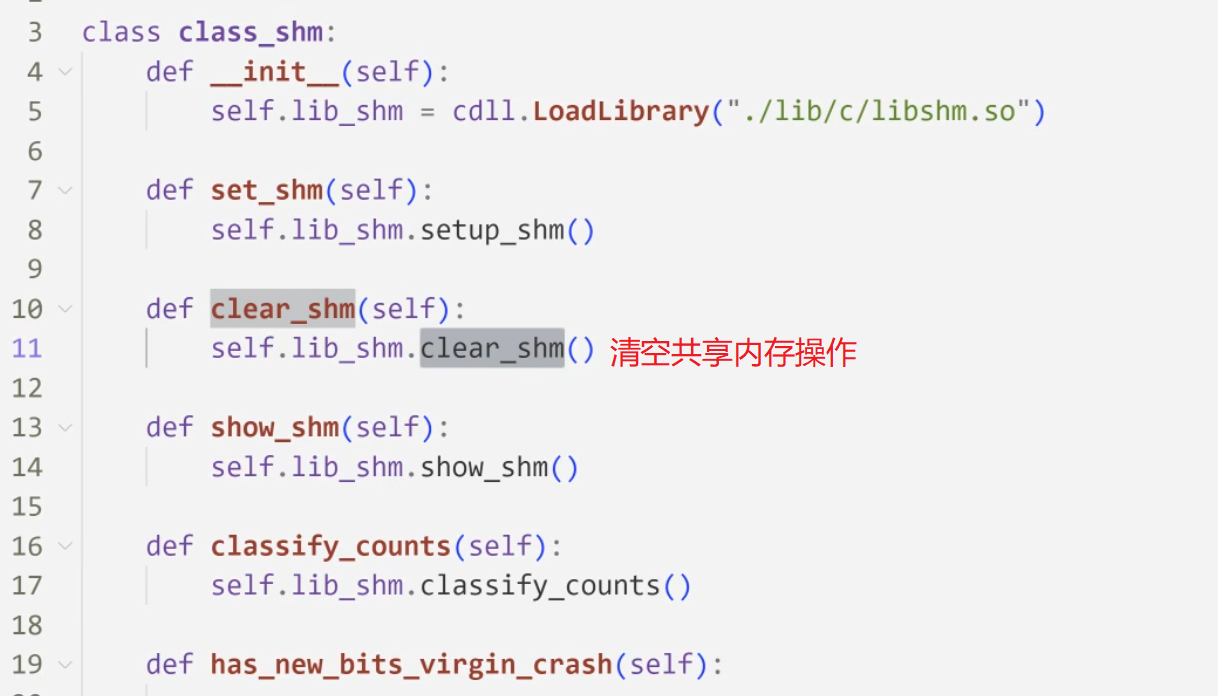 3 class class_shm:
4 def __init__(self):
5 self.lib_shm = cdll.LoadLibrary("./lib/c/libshm.so")
6
7 def set_shm(self):
8 self.lib_shm.setup_shm()
9
10 def clear_shm(self):
11 self.lib_shm.clear_shm() 清空共享内存操作
12
13 def show_shm(self):
14 self.lib_shm.show_shm()
15
16 def classify_counts(self):
17 self.lib_shm.classify_counts()
18
19 def has_new_bits_virgin_crash(self):